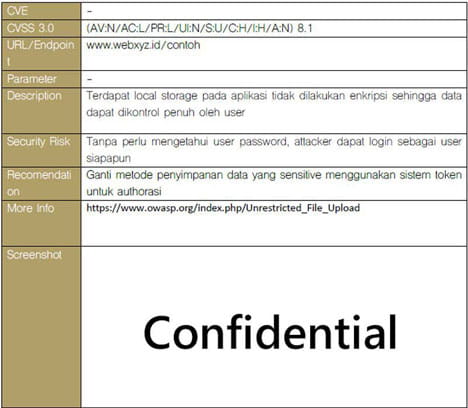 CVE –
CVSS 3.0 (AV:N/AC:L/PR:L/UI:N/S:U/C:H/I:H/A:N) 8.1
URL/Endpoin www.webxyz.id/contoh
t
Parameter –
Description Terdapat local storage pada aplikasi tidak dilakukan enkripsi sehingga data
dapat dikontrol penuh oleh user
Security Risk Tanpa perlu mengetahui user password, attacker dapat login sebagai user
siapapun
Recomendati Ganti metode penyimpanan data yang sensitive menggunakan sistem token
on untuk authorasi
More Info https://www.owasp.org/index.php/Unrestricted_File_Upload
Screenshot
Confidential